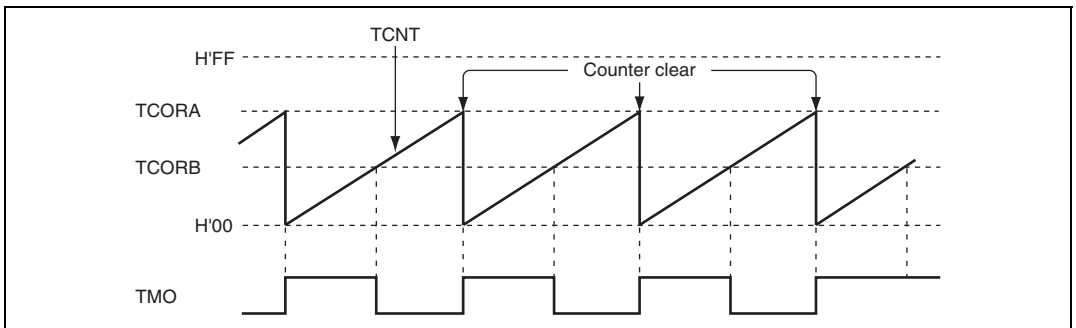 TCNT
H'FF
Counter clear
TCORA
TCORB
H'00
TMO